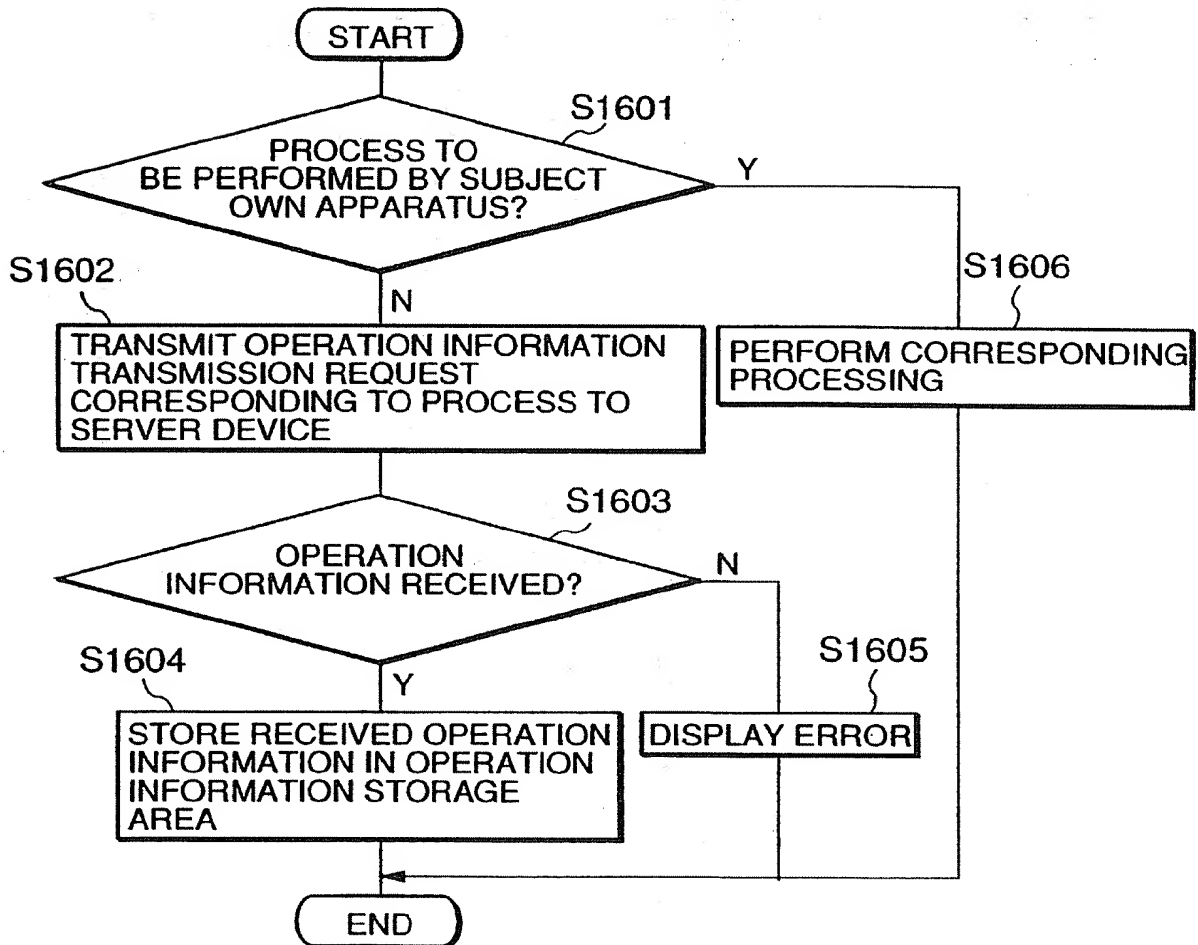 START
S1601
PROCESS TO
BE PERFORMED BY SUBJECT
OWN APPARATUS?
Y
S1602
N
S1606
TRANSMIT OPERATION INFORMATION
TRANSMISSION REQUEST
CORRESPONDING TO PROCESS TO
SERVER DEVICE
PERFORM CORRESPONDING
PROCESSING
S1603
OPERATION
INFORMATION RECEIVED?
N
S1604
Y
S1605
STORE RECEIVED OPERATION
INFORMATION IN OPERATION
INFORMATION STORAGE
AREA
DISPLAY ERROR
END